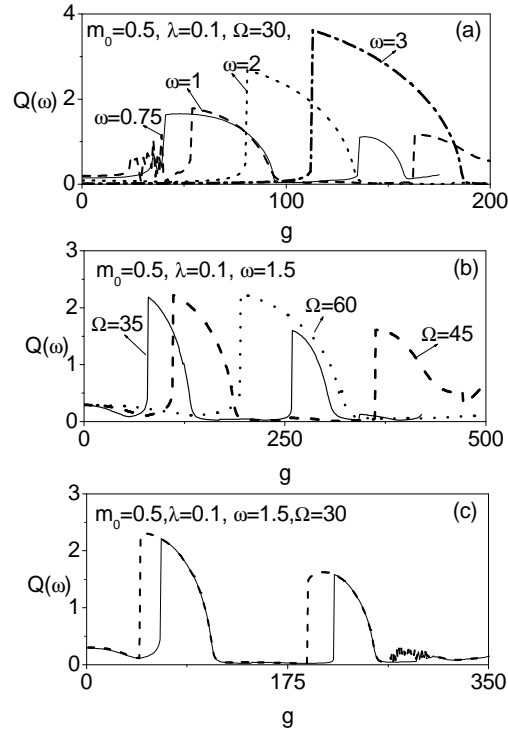 m₀=0.5, λ=0.1, Ω=30,
(a)
ω=3
ω=2
ω=1
ω=0.75
Q(ω)
4
2
0
0
100
200
g
m₀=0.5, λ=0.1, ω=1.5
(b)
Ω=35
Ω=60
Ω=45
Q(ω)
3
2
1
0
0
250
500
g
m₀=0.5,λ=0.1, ω=1.5,Ω=30
(c)
Q(ω)
3
2
1
0
0
175
350
g